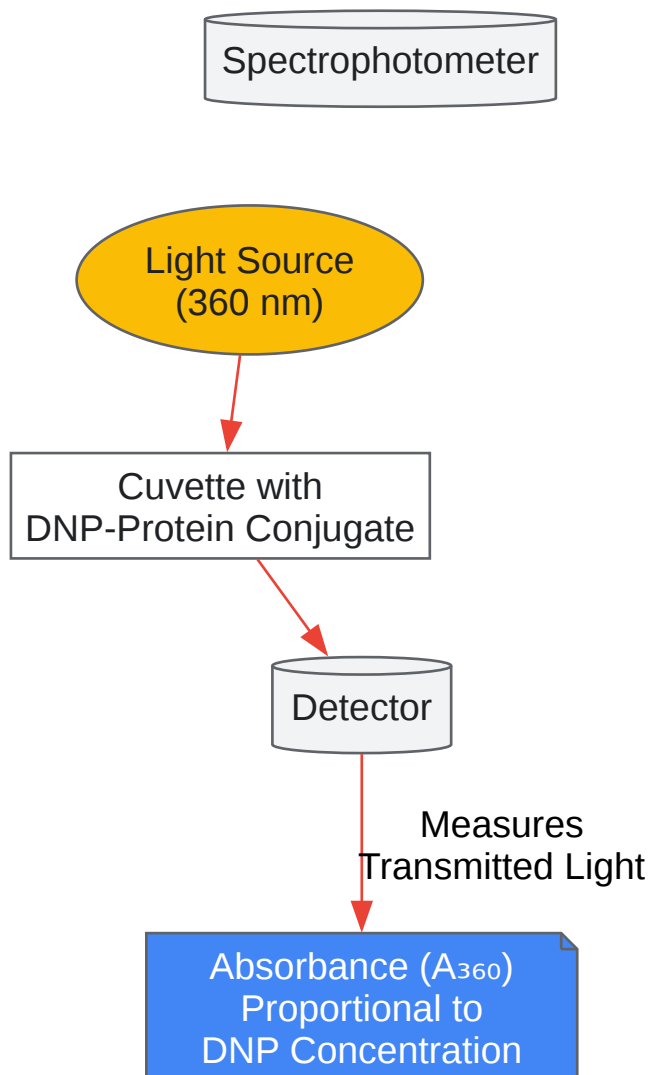 Spectrophotometer
Light Source
(360 nm)
Cuvette with
DNP-Protein Conjugate
Detector
Measures
Transmitted Light
Absorbance (A₃₆₀)
Proportional to
DNP Concentration